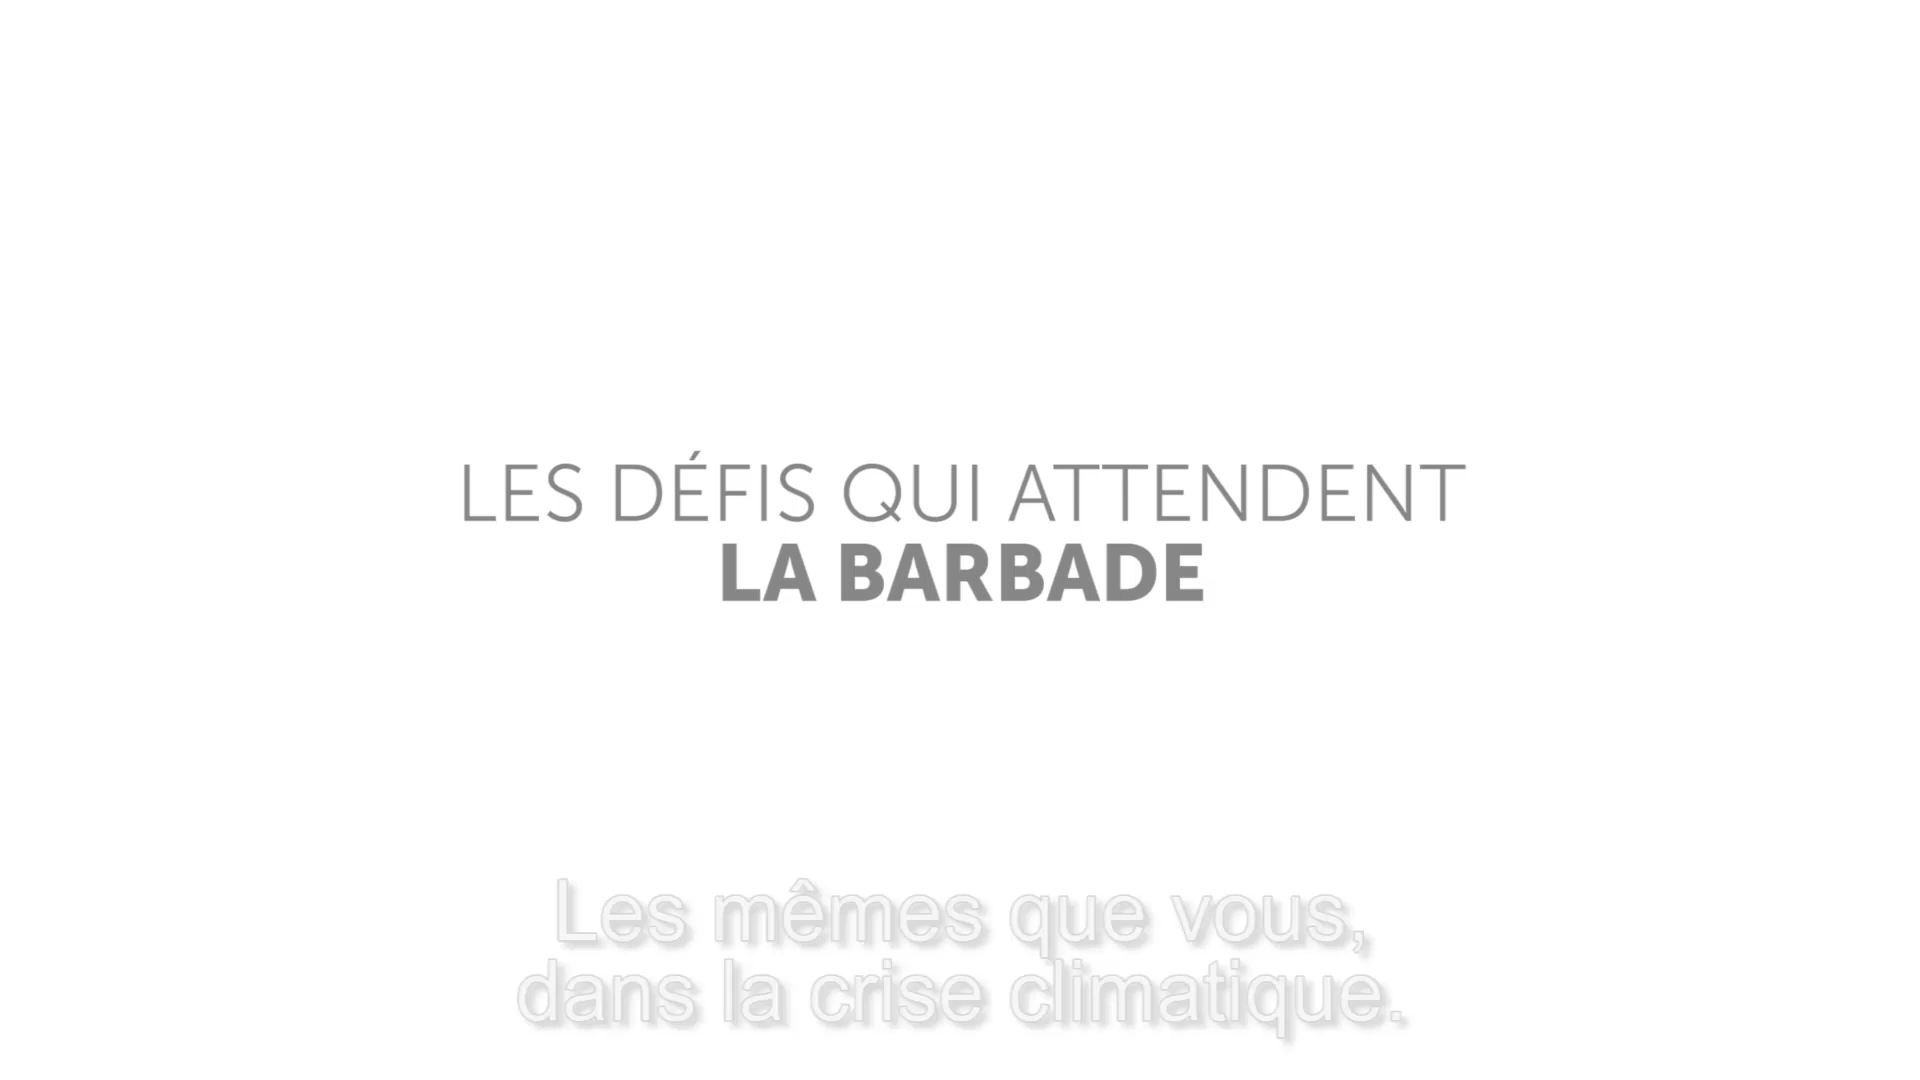 LES DÉFIS QUI ATTENDENT
LA BARBADE
Les mêmes que vous,
dans la crise climatique.